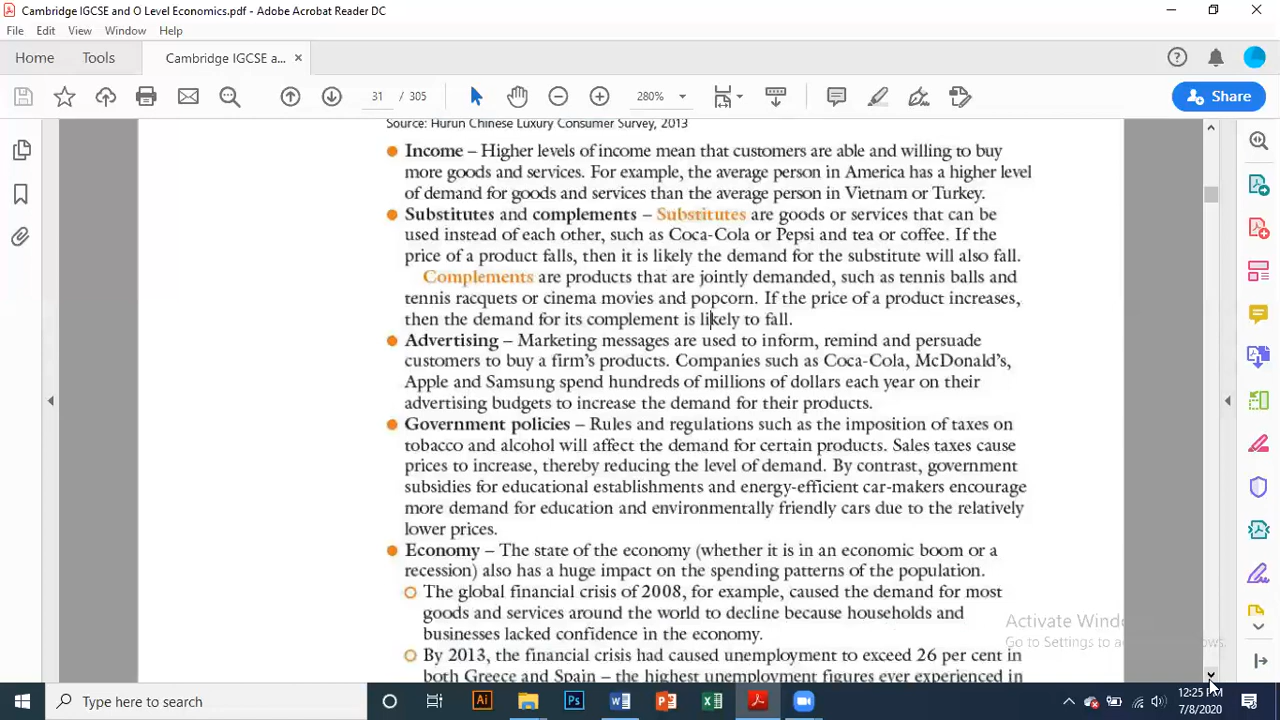 Cambridge IGCSE and O Level Economics.pdf - Adobe Acrobat Reader DC
File Edit View Window Help
Home Tools Cambridge IGCSE and O Level a... ×
31 / 305 280% Share
Source: Hurun Chinese Luxury Consumer Survey, 2013
Income – Higher levels of income mean that customers are able and willing to buy
more goods and services. For example, the average person in America has a higher level
of demand for goods and services than the average person in Vietnam or Turkey.
Substitutes and complements – Substitutes are goods or services that can be
used instead of each other, such as Coca-Cola or Pepsi and tea or coffee. If the
price of a product falls, then it is likely the demand for the substitute will also fall.
Complements are products that are jointly demanded, such as tennis balls and
tennis racquets or cinema movies and popcorn. If the price of a product increases,
then the demand for its complement is likely to fall.
Advertising – Marketing messages are used to inform, remind and persuade
customers to buy a firm's products. Companies such as Coca-Cola, McDonald's,
Apple and Samsung spend hundreds of millions of dollars each year on their
advertising budgets to increase the demand for their products.
Government policies – Rules and regulations such as the imposition of taxes on
tobacco and alcohol will affect the demand for certain products. Sales taxes cause
prices to increase, thereby reducing the level of demand. By contrast, government
subsidies for educational establishments and energy-efficient car-makers encourage
more demand for education and environmentally friendly cars due to the relatively
lower prices.
Economy – The state of the economy (whether it is in an economic boom or a
recession) also has a huge impact on the spending patterns of the population.
The global financial crisis of 2008, for example, caused the demand for most
goods and services around the world to decline because households and
businesses lacked confidence in the economy.
By 2013, the financial crisis had caused unemployment to exceed 26 per cent in
both Greece and Spain – the highest unemployment figures ever experienced in
Activate Wind
Go to Settings to a
Type here to search
12:25 PM
7/8/2020